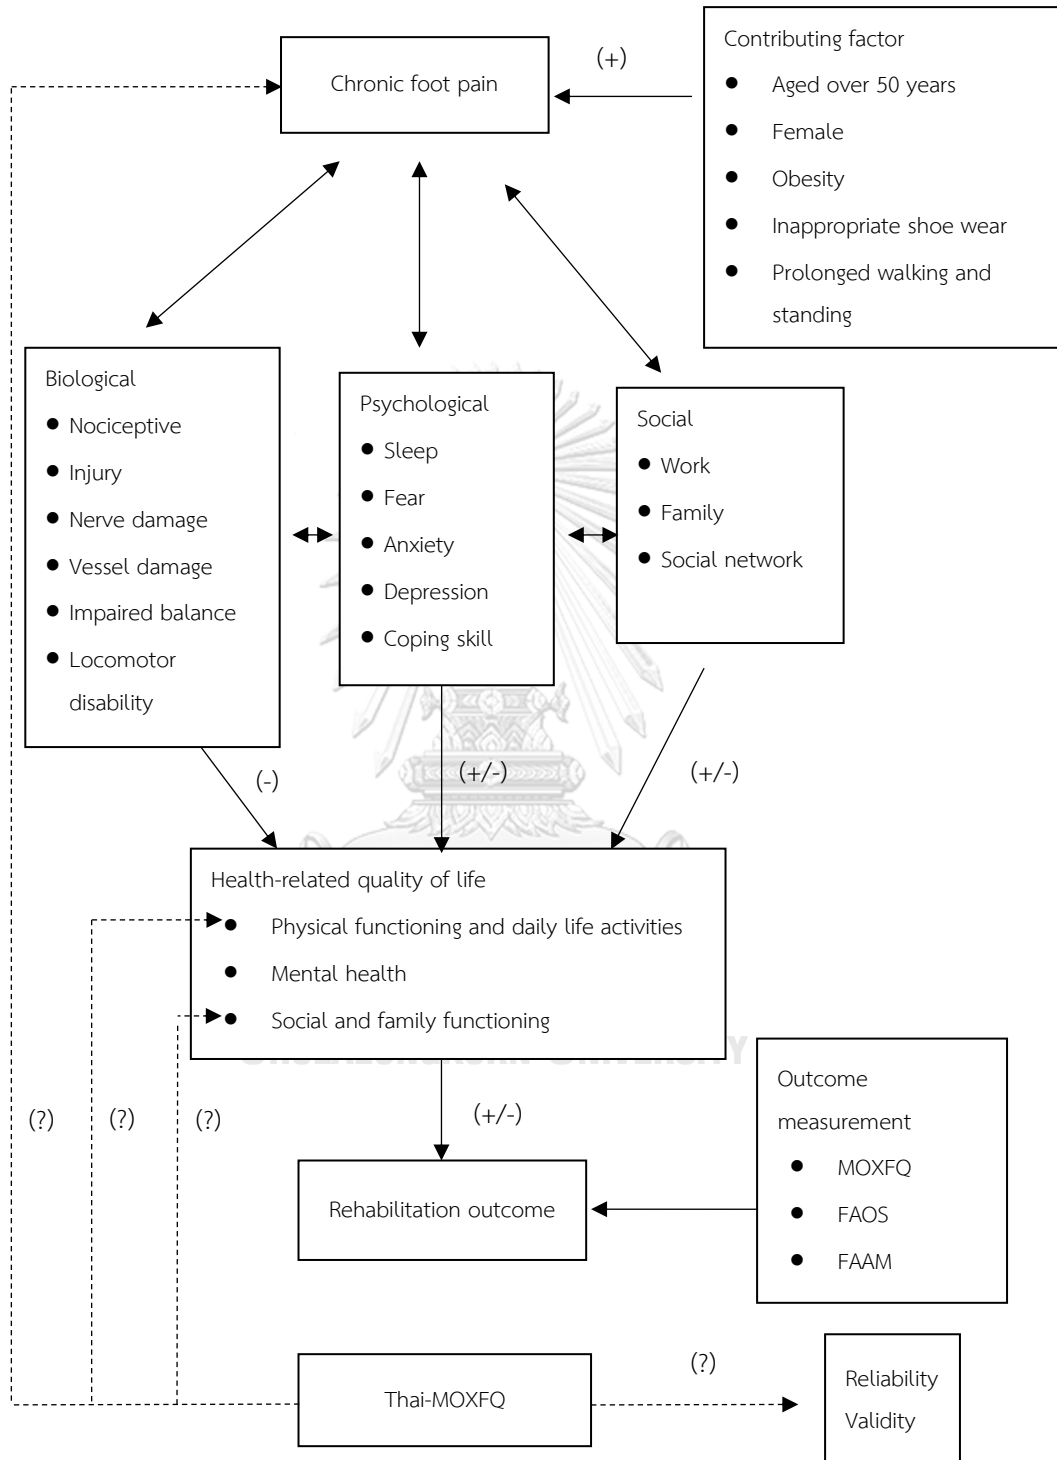 Chronic foot pain
(+)
Contributing factor
● Aged over 50 years
● Female
● Obesity
● Inappropriate shoe wear
● Prolonged walking and
standing
Biological
● Nociceptive
● Injury
● Nerve damage
● Vessel damage
● Impaired balance
● Locomotor
disability
Psychological
● Sleep
● Fear
● Anxiety
● Depression
● Coping skill
Social
● Work
● Family
● Social network
(-)
(+/-)
(+/-)
Health-related quality of life
● Physical functioning and daily life activities
● Mental health
● Social and family functioning
(?)
(?)
(?)
(+/-)
Rehabilitation outcome
Outcome
measurement
● MOXFQ
● FAOS
● FAAM
Thai-MOXFQ
(?)
Reliability
Validity